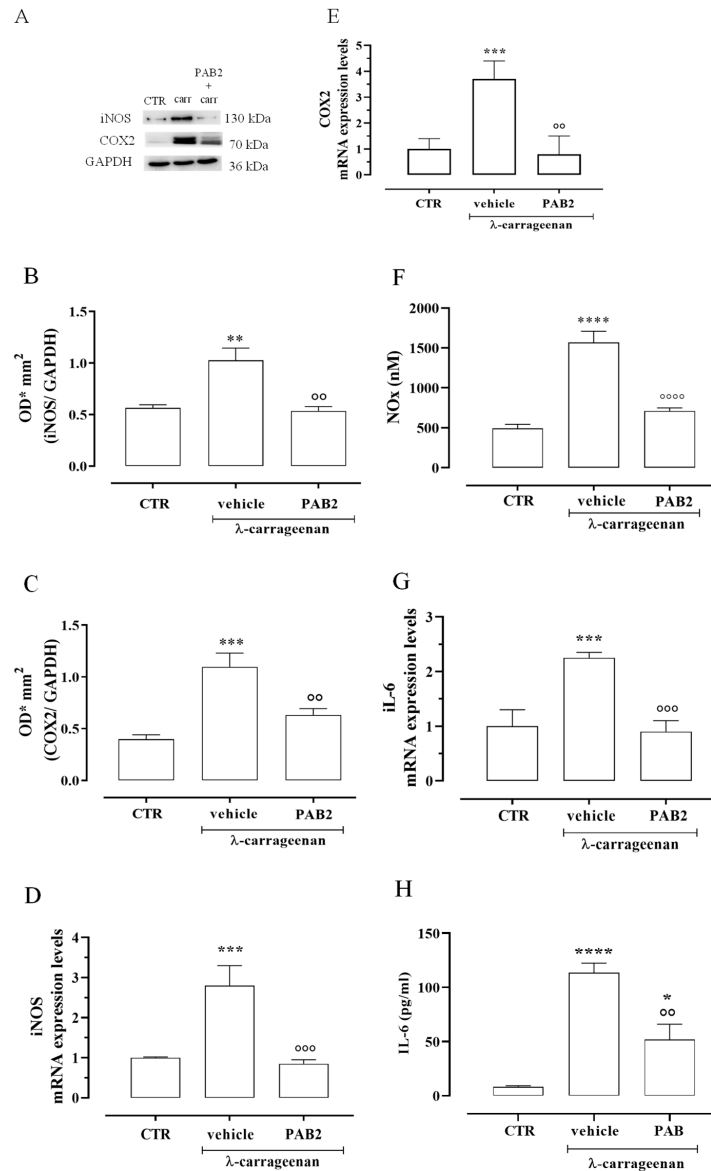 A
PAB2
+
CTR carr carr
iNOS 130 kDa
COX2 70 kDa
GAPDH 36 kDa
E
COX2
mRNA expression levels
5
4
3
2
1
0
***
°°
CTR vehicle PAB2
λ-carrageenan
B
OD* mm²
(iNOS/ GAPDH)
1.5
1.0
0.5
0.0
**
°°
CTR vehicle PAB2
λ-carrageenan
F
NOx (nM)
2000
1500
1000
500
0
****
°°°°
CTR vehicle PAB2
λ-carrageenan
C
OD* mm²
(COX2/ GAPDH)
1.5
1.0
0.5
0.0
***
°°
CTR vehicle PAB2
λ-carrageenan
G
iL-6
mRNA expression levels
3
2
1
0
***
°°°
CTR vehicle PAB2
λ-carrageenan
D
iNOS
mRNA expression levels
4
3
2
1
0
***
°°°
CTR vehicle PAB2
λ-carrageenan
H
IL-6 (pg/ml)
150
100
50
0
****
*
°°
CTR vehicle PAB
λ-carrageenan